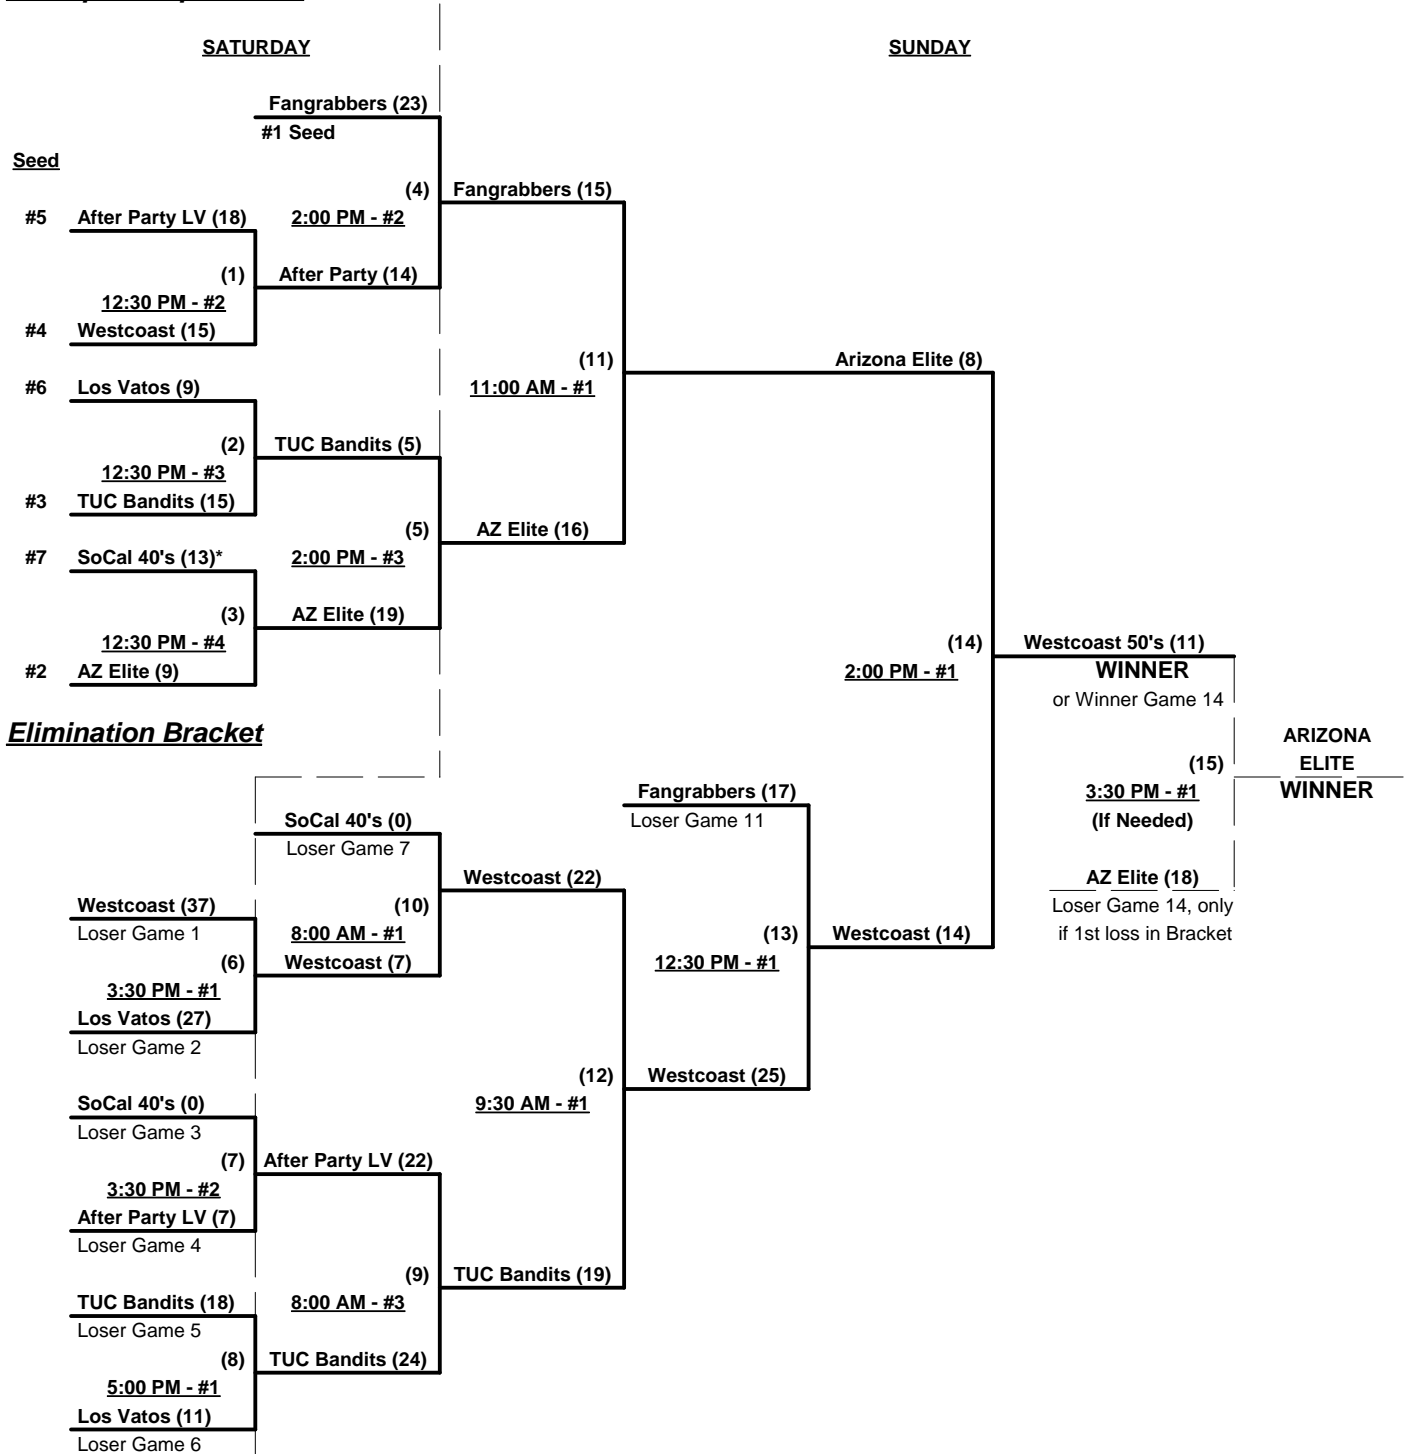 SATURDAY
SUNDAY
Fangrabbers (23)
#1 Seed
Seed
(4)
Fangrabbers (15)
#5
After Party LV (18)
2:00 PM - #2
(1)
After Party (14)
12:30 PM - #2
#4
Westcoast (15)
(11)
Arizona Elite (8)
#6
Los Vatos (9)
11:00 AM - #1
(2)
TUC Bandits (5)
12:30 PM - #3
#3
TUC Bandits (15)
(5)
AZ Elite (16)
#7
SoCal 40's (13)*
2:00 PM - #3
(3)
AZ Elite (19)
12:30 PM - #4
(14)
Westcoast 50's (11)
#2
AZ Elite (9)
2:00 PM - #1
WINNER
or Winner Game 14
Elimination Bracket
ARIZONA
ELITE
WINNER
(15)
3:30 PM - #1
(If Needed)
Fangrabbers (17)
Loser Game 11
SoCal 40's (0)
Loser Game 7
Westcoast (22)
AZ Elite (18)
Loser Game 14, only
if 1st loss in Bracket
Westcoast (37)
Loser Game 1
(10)
8:00 AM - #1
(13)
Westcoast (14)
12:30 PM - #1
(6)
Westcoast (7)
3:30 PM - #1
Los Vatos (27)
Loser Game 2
(12)
Westcoast (25)
9:30 AM - #1
SoCal 40's (0)
Loser Game 3
(7)
After Party LV (22)
3:30 PM - #2
After Party LV (7)
Loser Game 4
(9)
TUC Bandits (19)
8:00 AM - #3
TUC Bandits (18)
Loser Game 5
(8)
TUC Bandits (24)
5:00 PM - #1
Los Vatos (11)
Loser Game 6